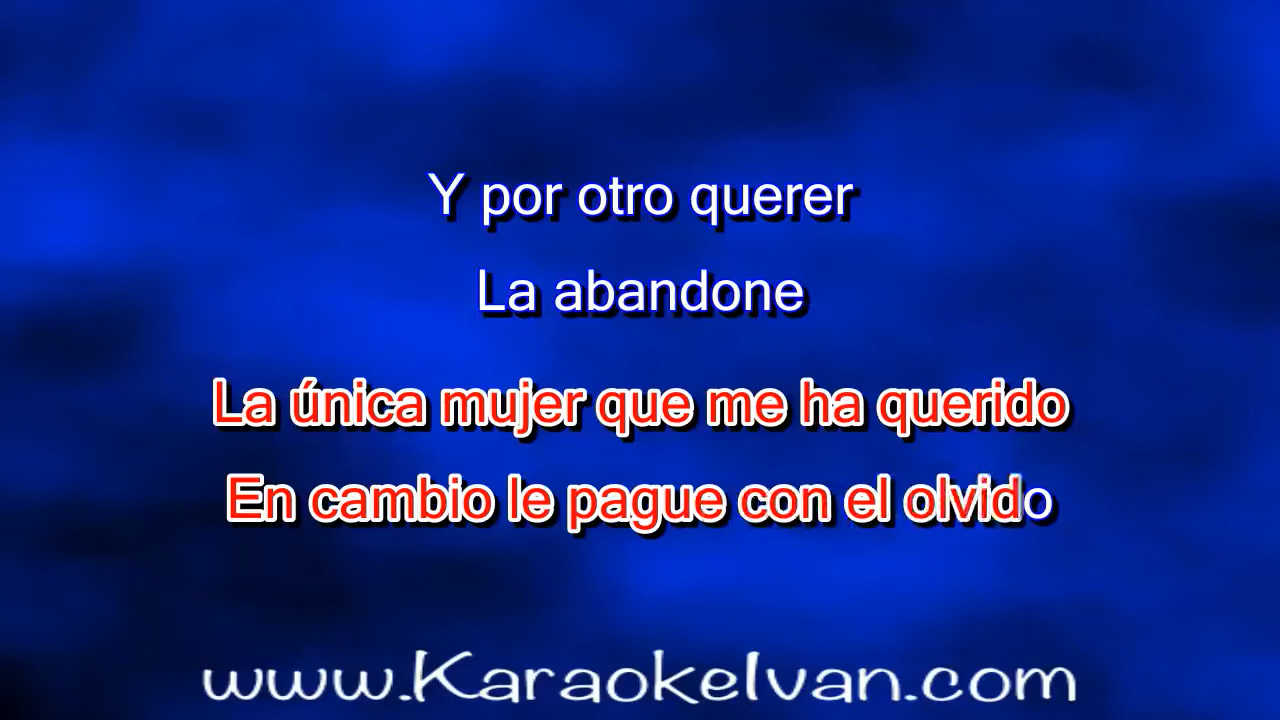 Y por otro querer
La abandone
La única mujer que me ha querido
En cambio le pague con el olvido
www.KaraokeIvan.com